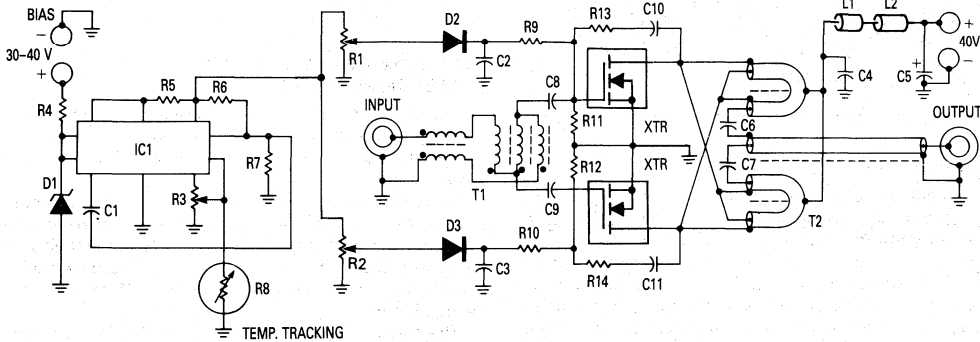 BIAS
−
30–40 V
+
R4
D1
C1
IC1
R5
R6
R7
R3
R8
TEMP. TRACKING
R1
R2
D2
D3
C2
C3
R9
R10
INPUT
T1
C8
C9
R11
R12
R13
R14
C10
C11
XTR
XTR
C6
C7
T2
L1
L2
C4
+
C5
+
40V
−
OUTPUT